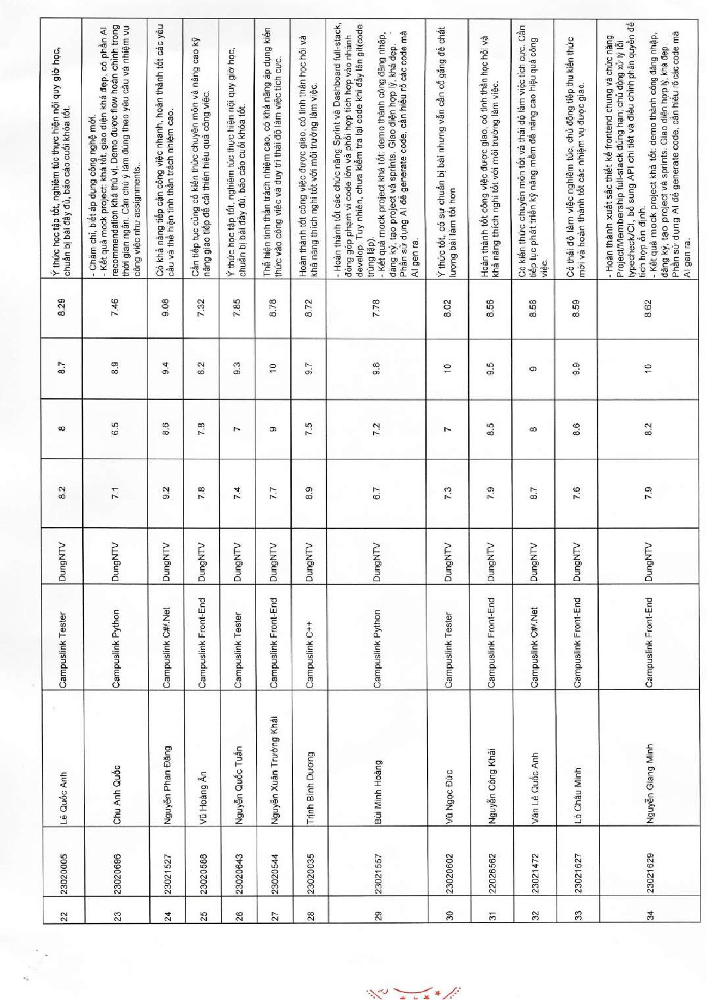 22 23020005 Lê Quốc Anh Campuslink Tester DungNTV 8.2 8 8.7 8.29 Ý thức học tập tốt, nghiêm túc thực hiện nội quy giờ học,
chuẩn bị bài đầy đủ, báo cáo cuối khóa tốt.
23 23020696 Chu Anh Quốc Campuslink Python DungNTV 7.1 6.5 8.9 7.46 - Chăm chỉ, biết áp dụng công nghệ mới.
- Kết quả mock project: khá tốt, giao diện khá đẹp, có phần AI
recommendation khá thú vị. Demo được flow hoàn chỉnh trong
thời gian ngắn. Cần chú ý làm đúng theo yêu cầu và nhiệm vụ
công việc như assignments..
24 23021527 Nguyễn Phan Đăng Campuslink C#/.Net DungNTV 9.2 8.6 9.4 9.08 Có khả năng tiếp cận công việc nhanh, hoàn thành tốt các yêu
cầu và thể hiện tinh thần trách nhiệm cao.
25 23020588 Vũ Hoàng Ân Campuslink Front-End DungNTV 7.8 7.8 6.2 7.32 Cần tiếp tục củng cố kiến thức chuyên môn và nâng cao kỹ
năng giao tiếp để cải thiện hiệu quả công việc.
26 23020643 Nguyễn Quốc Tuấn Campuslink Tester DungNTV 7.4 7 9.3 7.85 Ý thức học tập tốt, nghiêm túc thực hiện nội quy giờ học,
chuẩn bị bài đầy đủ, báo cáo cuối khóa tốt.
27 23020544 Nguyễn Xuân Trường Khải Campuslink Front-End DungNTV 7.7 9 10 8.78 Thể hiện tinh thần trách nhiệm cao, có khả năng áp dụng kiến
thức vào công việc và duy trì thái độ làm việc tích cực.
28 23020035 Trịnh Bình Dương Campuslink C++ DungNTV 8.9 7.5 9.7 8.72 Hoàn thành tốt công việc được giao, có tinh thần học hỏi và
khả năng thích nghi tốt với môi trường làm việc.
29 23021557 Bùi Minh Hoàng Campuslink Python DungNTV 6.7 7.2 9.8 7.78 - Hoàn thành tốt các chức năng Sprint và Dashboard full-stack,
đóng góp phạm vi code lớn và phối hợp tích hợp vào nhánh
develop. Tuy nhiên, chưa kiểm tra lại code khi đẩy lên git(code
trùng lặp).
- Kết quả mock project khá tốt: demo thành công đăng nhập,
đăng ký, tạo project và sprints. Giao diện hợp lý, khá đẹp.
Phần sử dụng AI để generate code, cần hiểu rõ các code mà
AI gen ra.
30 23020602 Vũ Ngọc Đức Campuslink Tester DungNTV 7.3 7 10 8.02 Ý thức tốt, có sự chuẩn bị bài nhưng vẫn cần cố gắng để chất
lượng bài làm tốt hơn
31 22026562 Nguyễn Công Khải Campuslink Front-End DungNTV 7.9 8.5 9.5 8.56 Hoàn thành tốt công việc được giao, có tinh thần học hỏi và
khả năng thích nghi tốt với môi trường làm việc.
32 23021472 Văn Lê Quốc Anh Campuslink C#/.Net DungNTV 8.7 8 9 8.58 Có kiến thức chuyên môn tốt và thái độ làm việc tích cực. Cần
tiếp tục phát triển kỹ năng mềm để nâng cao hiệu quả công
việc.
33 23021627 Lò Châu Minh Campuslink Front-End DungNTV 7.6 8.6 9.9 8.59 Có thái độ làm việc nghiêm túc, chủ động tiếp thu kiến thức
mới và hoàn thành tốt các nhiệm vụ được giao.
34 23021629 Nguyễn Giang Minh Campuslink Front-End DungNTV 7.9 8.2 10 8.62 - Hoàn thành xuất sắc thiết kế frontend chung và chức năng
Project/Membership full-stack đúng hạn; chủ động xử lý lỗi
typecheck/CI, bổ sung API chi tiết và điều chỉnh phân quyền để
tích hợp ổn định.
- Kết quả mock project khá tốt: demo thành công đăng nhập,
đăng ký, tạo project và sprints. Giao diện hợp lý, khá đẹp.
Phần sử dụng AI để generate code, cần hiểu rõ các code mà
AI gen ra.